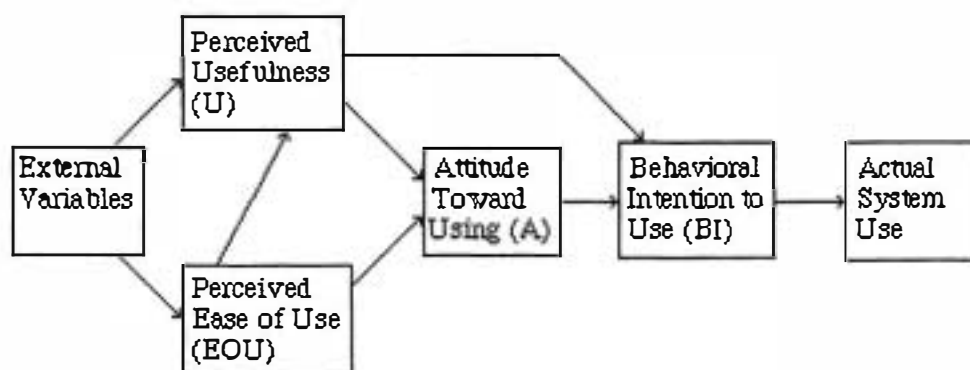 Perceived
Usefulness
(U)
External
Variables
Perceived
Ease of Use
(EOU)
Attitude
Toward
Using (A)
Behavioral
Intention to
Use (BI)
Actual
System
Use